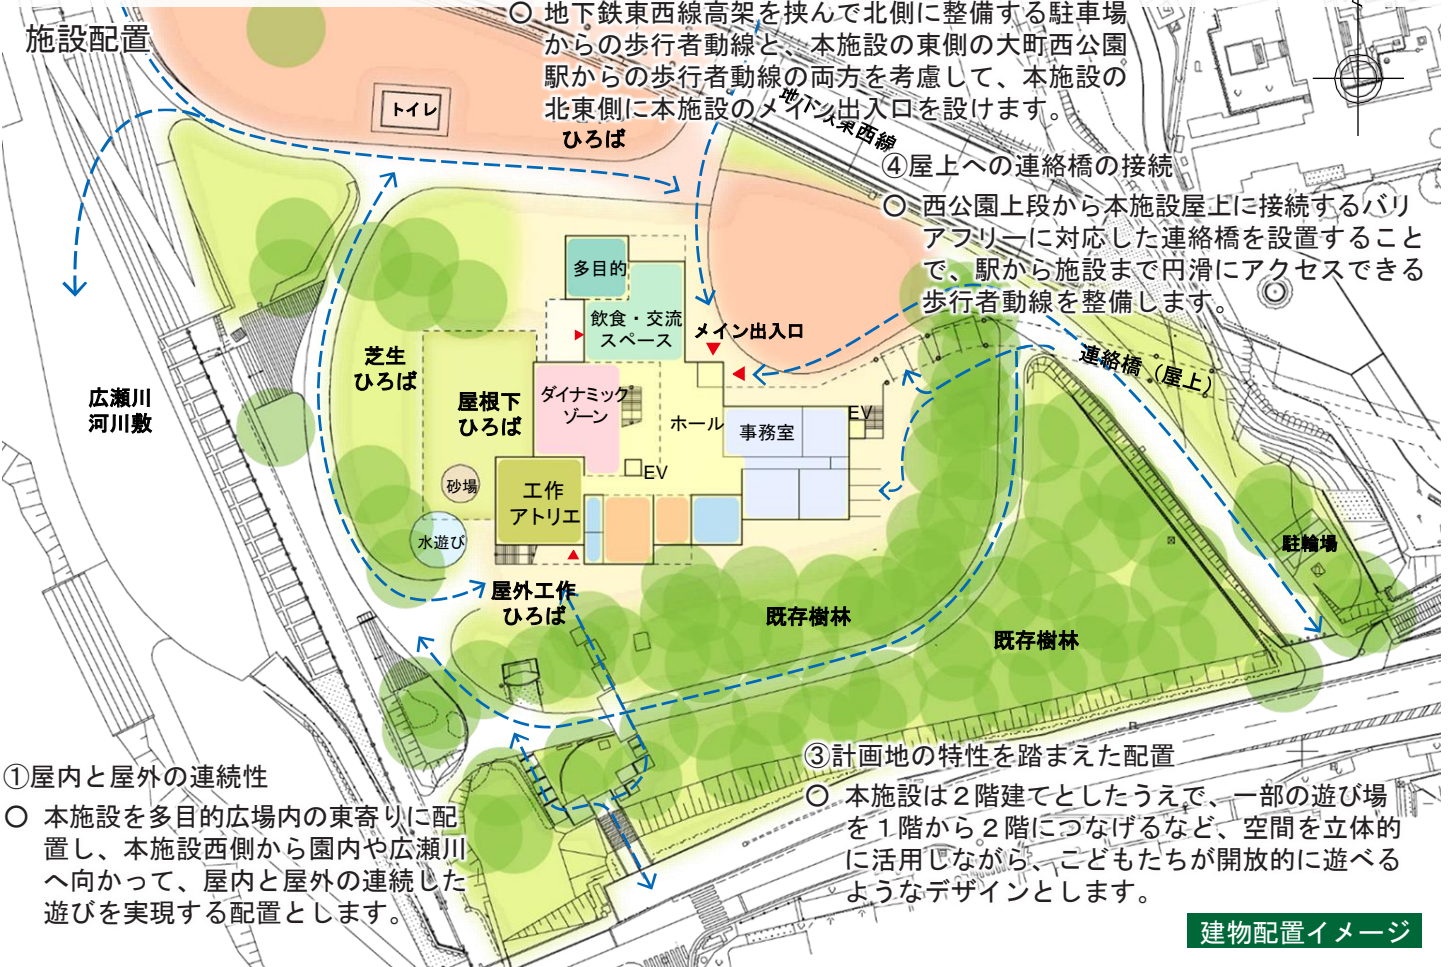 施設配置
〇 地下鉄東西線高架を挟んで北側に整備する駐車場
からの歩行者動線と、本施設の東側の大町西公園
駅からの歩行者動線の両方を考慮して、本施設の
北東側に本施設のメイン出入口を設けます。
トイレ
ひろば
地下鉄東西線
④屋上への連絡橋の接続
〇 西公園上段から本施設屋上に接続するバリ
アフリーに対応した連絡橋を設置すること
で、駅から施設まで円滑にアクセスできる
歩行者動線を整備します。
多目的
飲食・交流
スペース
メイン出入口
連絡橋（屋上）
芝生
ひろば
広瀬川
河川敷
屋根下
ひろば
ダイナミック
ゾーン
ホール
事務室
EV
EV
砂場
工作
アトリエ
水遊び
駐輪場
屋外工作
ひろば
既存樹林
既存樹林
①屋内と屋外の連続性
〇 本施設を多目的広場内の東寄りに配
置し、本施設西側から園内や広瀬川
へ向かって、屋内と屋外の連続した
遊びを実現する配置とします。
③計画地の特性を踏まえた配置
〇 本施設は２階建てとしたうえで、一部の遊び場
を１階から２階につなげるなど、空間を立体的
に活用しながら、こどもたちが開放的に遊べる
ようなデザインとします。
建物配置イメージ